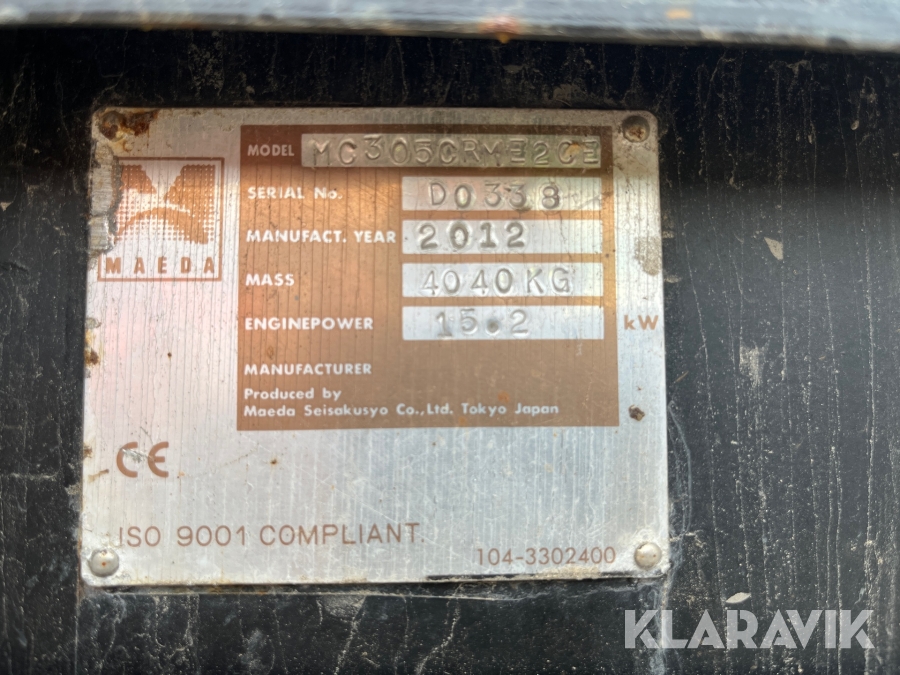 MODEL MC305CRME2CE
SERIAL No. D0338
MANUFACT. YEAR 2012
MASS 4040KG
ENGINEPOWER 15.2 kW
MANUFACTURER
Produced by
Maeda Seisakusyo Co.,Ltd. Tokyo Japan
MAEDA
CE
ISO 9001 COMPLIANT.
104-3302400
KLARAVIK